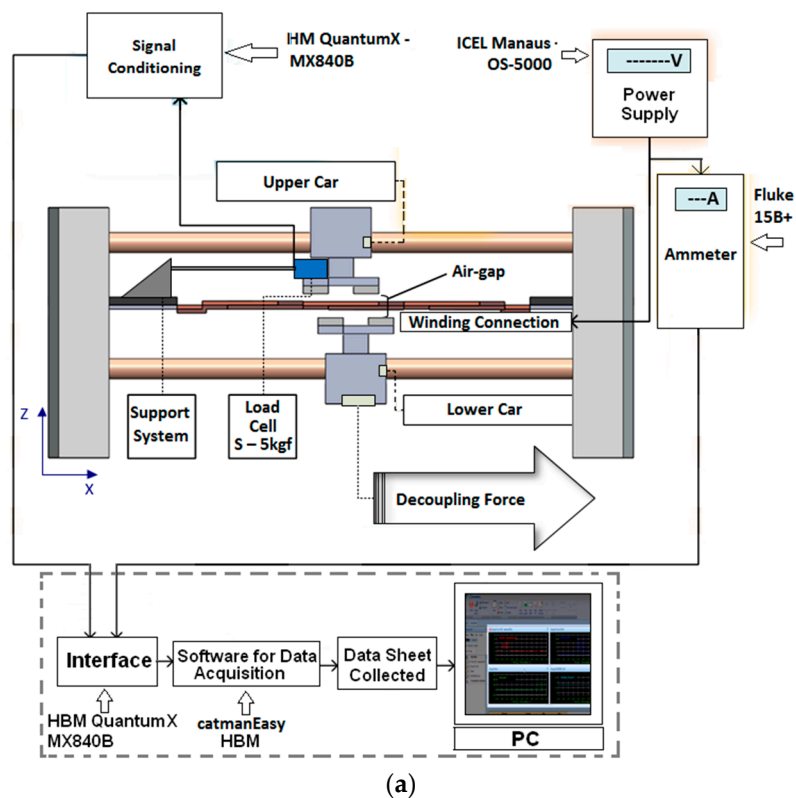 Signal
Conditioning
IHM QuantumX -
MX840B
ICEL Manaus ·
OS-5000
-------V
Power
Supply
Upper Car
---A
Ammeter
Fluke
15B+
Air-gap
Winding Connection
Support
System
Load
Cell
S – 5kgf
Lower Car
Z
X
Decoupling Force
Interface
Software for Data
Acquisition
Data Sheet
Collected
HBM QuantumX
MX840B
catmanEasy
HBM
PC
(a)